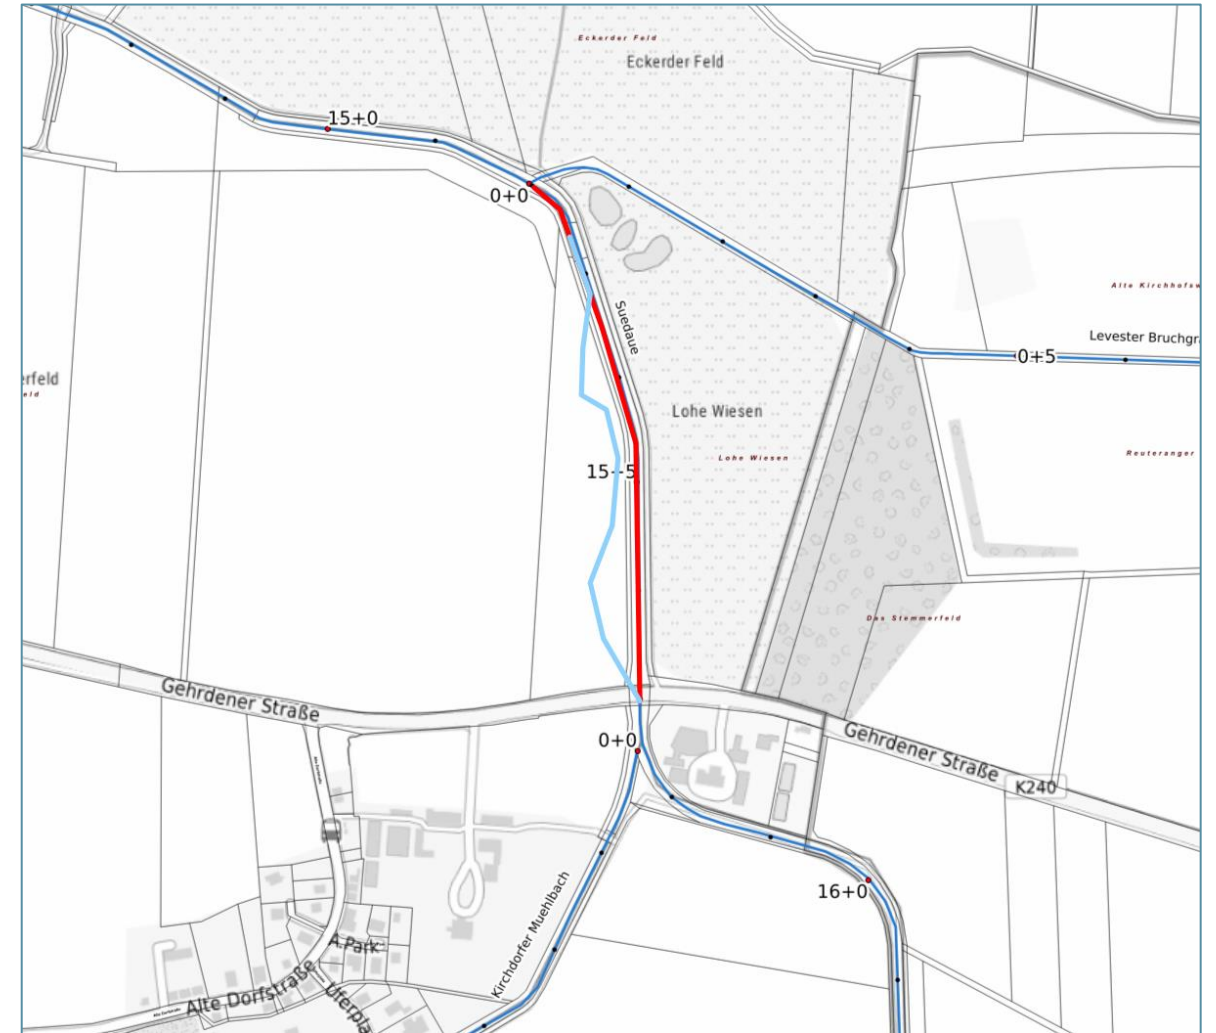 Eckerder Feld
Eckerder Feld
15+0
0+0
Alte Kirchhofsw
Suedaue
Levester Bruchgr
0+5
erfeld
eld
Lohe Wiesen
Lohe Wiesen
Reuteranger
15+5
Das Stemmerfeld
Gehrdener Straße
0+0
Gehrdener Straße
K240
16+0
Kirchdorfer Muehlbach
A.Park
Alte Dorfstraße
Uferpla